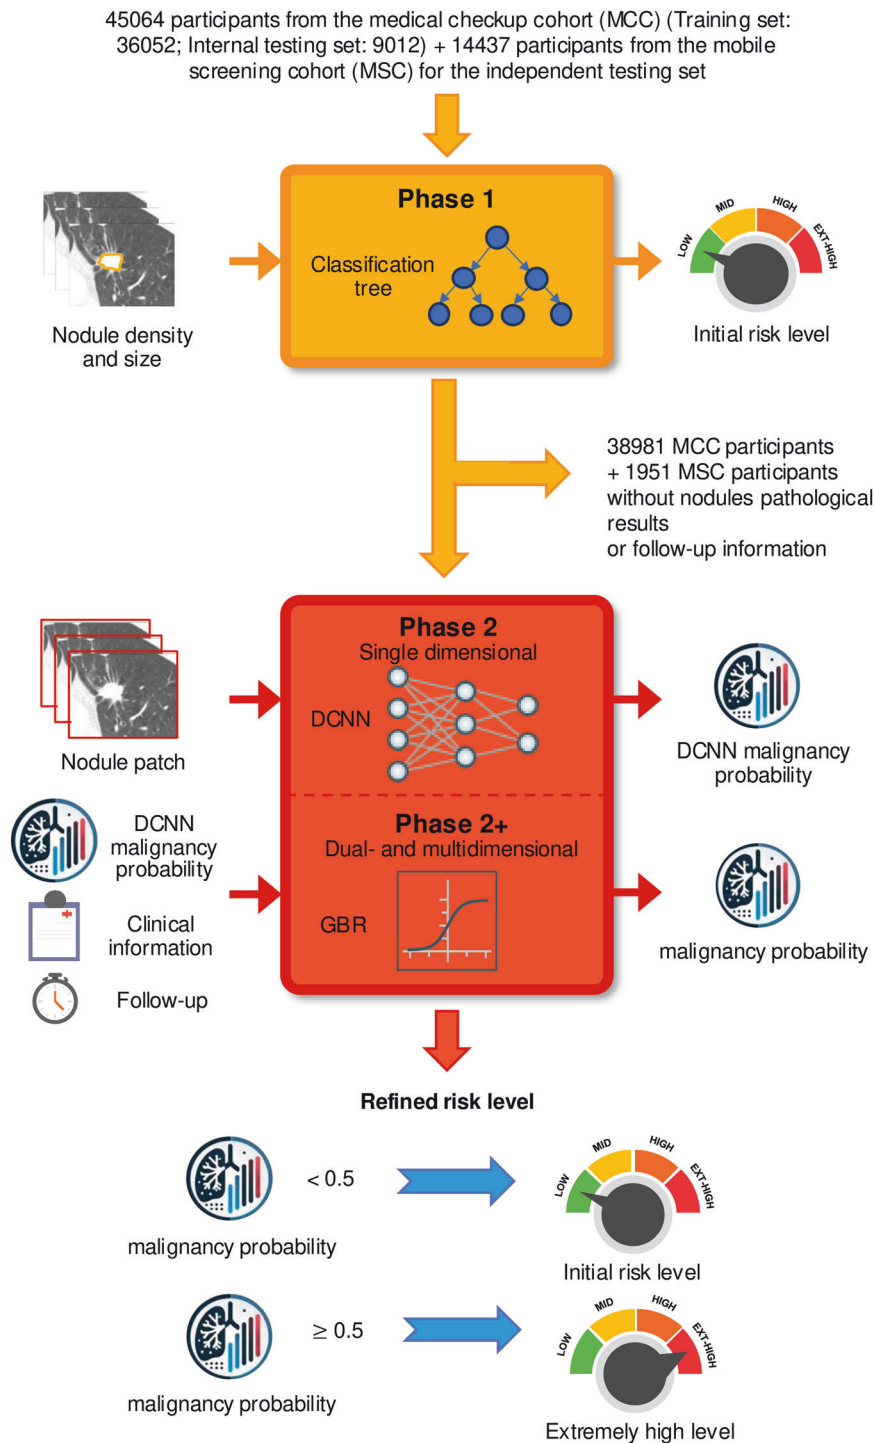 45064 participants from the medical checkup cohort (MCC) (Training set:
36052; Internal testing set: 9012) + 14437 participants from the mobile
screening cohort (MSC) for the independent testing set
Phase 1
Classification
tree
Nodule density
and size
LOW
MID
HIGH
EXT-HIGH
Initial risk level
38981 MCC participants
+ 1951 MSC participants
without nodules pathological
results
or follow-up information
Phase 2
Single dimensional
DCNN
Nodule patch
DCNN malignancy
probability
Phase 2+
Dual- and multidimensional
GBR
DCNN
malignancy
probability
Clinical
information
Follow-up
malignancy probability
Refined risk level
< 0.5
malignancy probability
LOW
MID
HIGH
EXT-HIGH
Initial risk level
≥ 0.5
malignancy probability
LOW
MID
HIGH
EXT-HIGH
Extremely high level